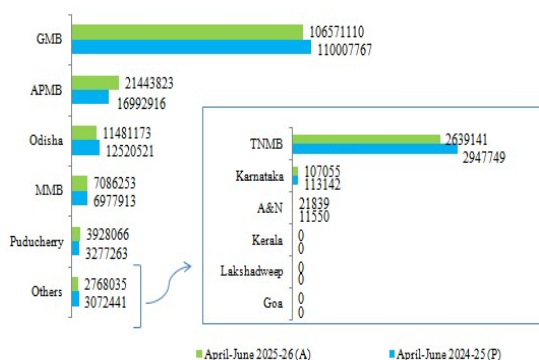 GMB
106571110
110007767
APMB
21443823
16992916
Odisha
11481173
12520521
MMB
7086253
6977913
Puducherry
3928066
3277263
Others
2768035
3072441
TNMB
2639141
2947749
Karnataka
107055
113142
A&N
21839
11550
Kerala
0
0
Lakshadweep
0
0
Goa
0
0
April-June 2025-26 (A)
April-June 2024-25 (P)